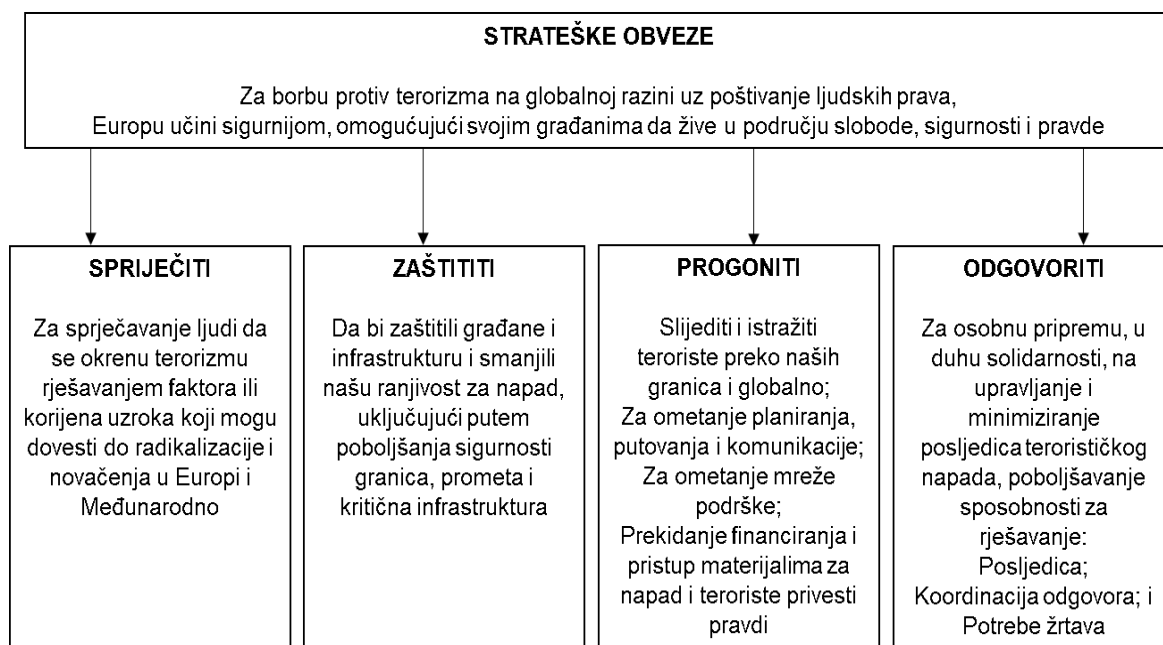 STRATEŠKE OBVEZE
Za borbu protiv terorizma na globalnoj razini uz poštivanje ljudskih prava,
Europu učini sigurnijom, omogućujući svojim građanima da žive u području slobode, sigurnosti i pravde
SPRIJEČITI
Za sprječavanje ljudi da
se okrenu terorizmu
rješavanjem faktora ili
korijena uzroka koji mogu
dovesti do radikalizacije i
novačenja u Europi i
Međunarodno
ZAŠTITITI
Da bi zaštitili građane i
infrastrukturu i smanjili
našu ranjivost za napad,
uključujući putem
poboljšanja sigurnosti
granica, prometa i
kritična infrastruktura
PROGONITI
Slijediti i istražiti
teroriste preko naših
granica i globalno;
Za ometanje planiranja,
putovanja i komunikacije;
Za ometanje mreže
podrške;
Prekidanje financiranja i
pristup materijalima za
napad i teroriste privesti
pravdi
ODGOVORITI
Za osobnu pripremu, u
duhu solidarnosti, na
upravljanje i
minimiziranje
posljedica terorističkog
napada, poboljšavanje
sposobnosti za
rješavanje:
Posljedica;
Koordinacija odgovora; i
Potrebe žrtava